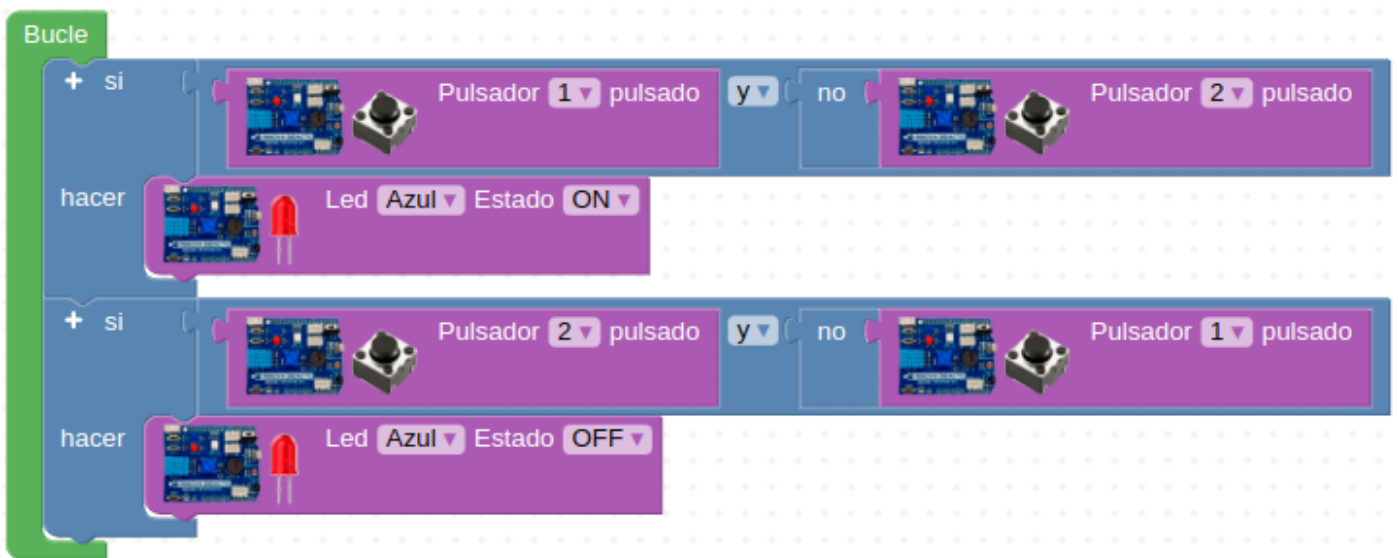 Bucle
+ si Pulsador 1 pulsado y no Pulsador 2 pulsado
hacer Led Azul Estado ON
+ si Pulsador 2 pulsado y no Pulsador 1 pulsado
hacer Led Azul Estado OFF